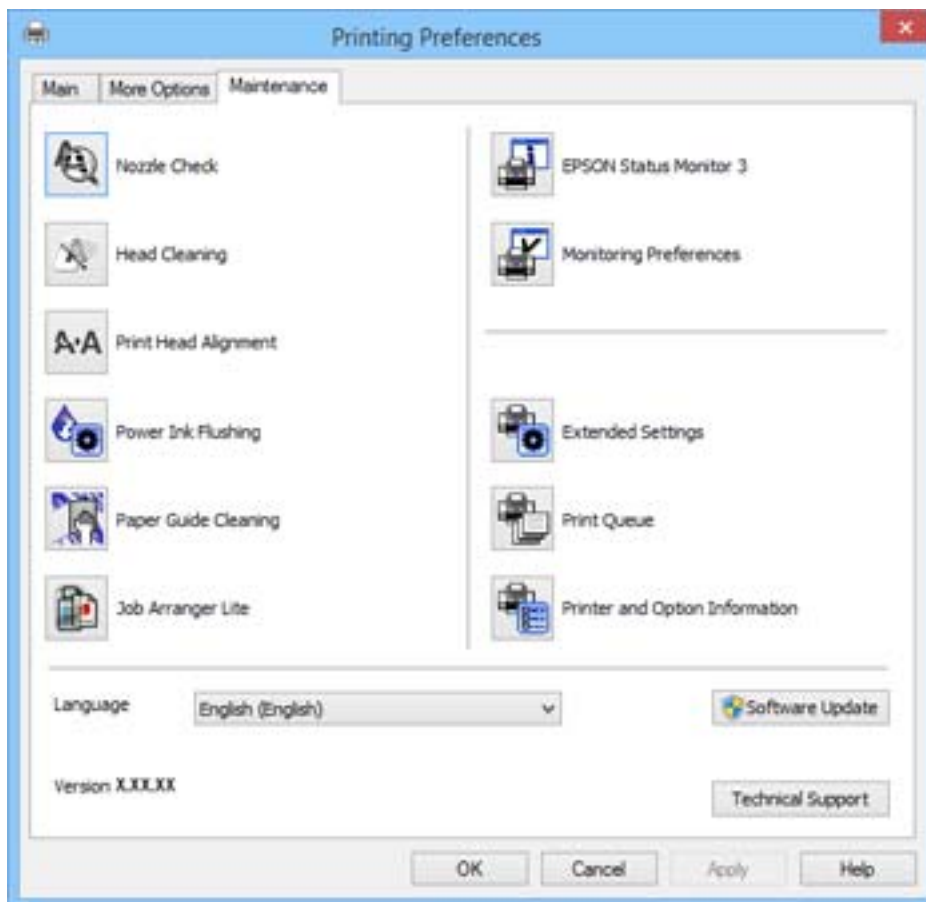 Printing Preferences
Main
More Options
Maintenance
Nozzle Check
Head Cleaning
A·A Print Head Alignment
Power Ink Flushing
Paper Guide Cleaning
Job Arranger Lite
EPSON Status Monitor 3
Monitoring Preferences
Extended Settings
Print Queue
Printer and Option Information
Language
English (English)
Software Update
Version X.XX.XX
Technical Support
OK
Cancel
Apply
Help